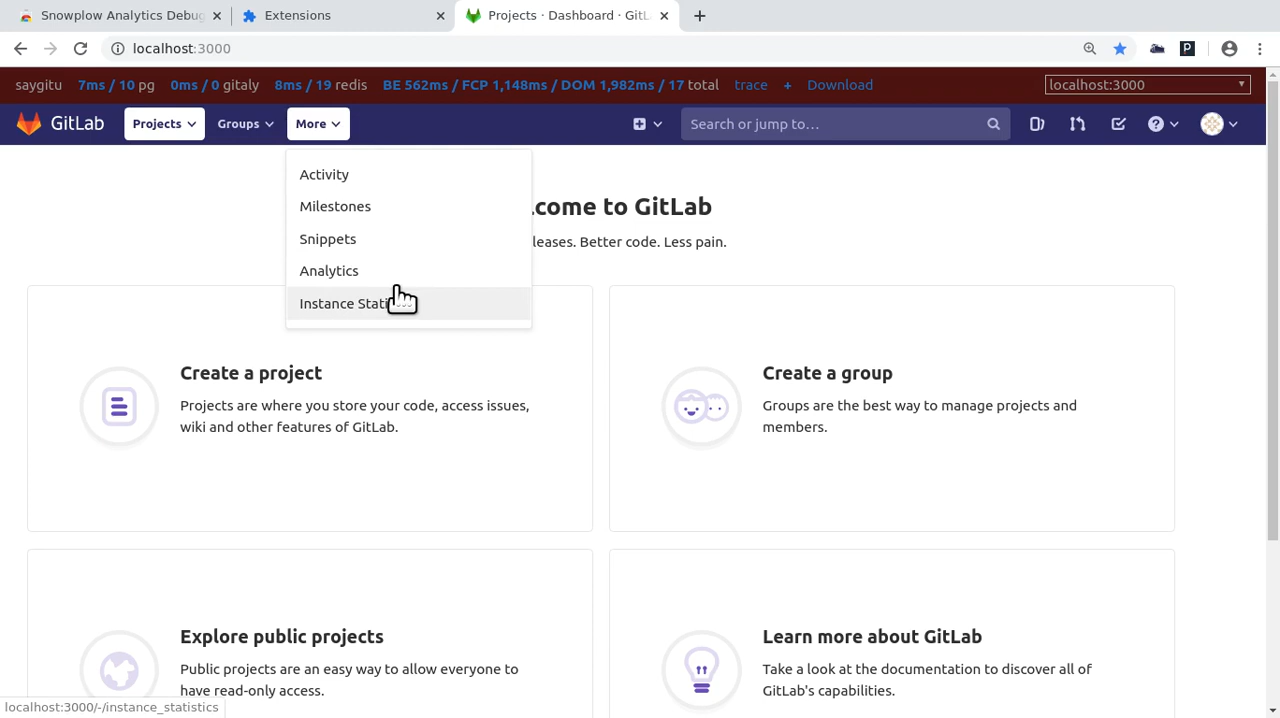 Snowplow Analytics Debug
Extensions
Projects · Dashboard · GitL
localhost:3000
P
saygitu 7ms / 10 pg 0ms / 0 gitaly 8ms / 19 redis BE 562ms / FCP 1,148ms / DOM 1,982ms / 17 total trace + Download localhost:3000
GitLab Projects Groups More Search or jump to…
Activity
Milestones
Snippets
Analytics
Instance
come to GitLab
leases. Better code. Less pain.
Create a project
Projects are where you store your code, access issues,
wiki and other features of GitLab.
Create a group
Groups are the best way to manage projects and
members.
Explore public projects
Public projects are an easy way to allow everyone to
have read-only access.
Learn more about GitLab
Take a look at the documentation to discover all of
GitLab's capabilities.
localhost:3000/-/instance_statistics